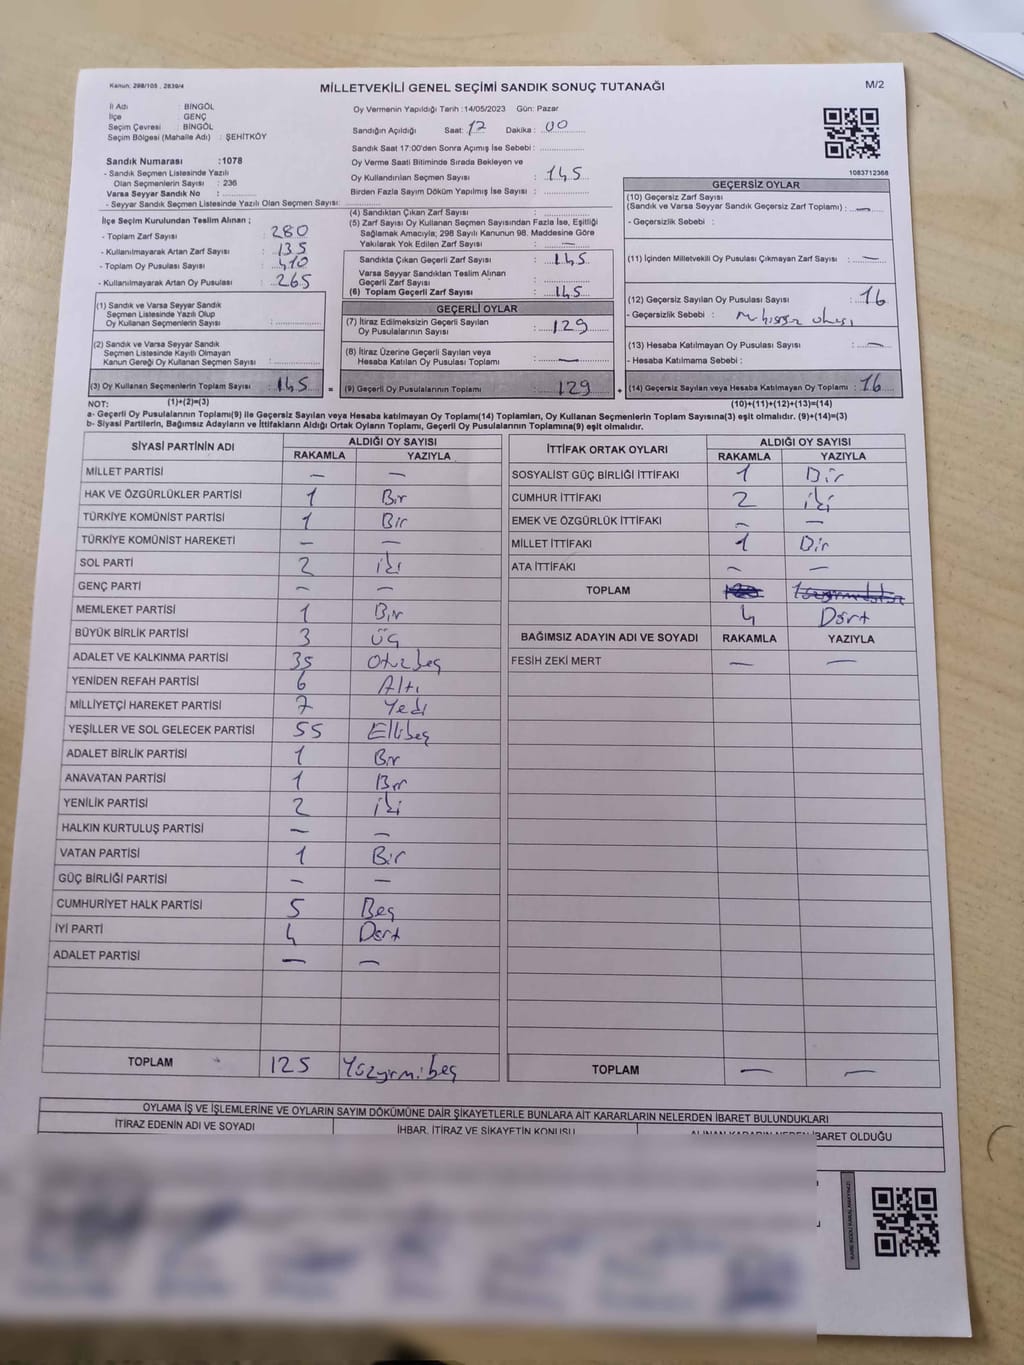 Kanun: 298/105 , 2839/4
MİLLETVEKİLİ GENEL SEÇİMİ SANDIK SONUÇ TUTANAĞI
M/2
İl Adı : BİNGÖL
İlçe : GENÇ
Seçim Çevresi : BİNGÖL
Seçim Bölgesi (Mahalle Adı) : ŞEHİTKÖY
Sandık Numarası :1078
- Sandık Seçmen Listesinde Yazılı
Olan Seçmenlerin Sayısı : 236
Varsa Seyyar Sandık No :
- Seyyar Sandık Seçmen Listesinde Yazılı Olan Seçmen Sayısı:
İlçe Seçim Kurulundan Teslim Alınan ;
- Toplam Zarf Sayısı : 280
- Kullanılmayarak Artan Zarf Sayısı : 135
- Toplam Oy Pusulası Sayısı : 410
- Kullanılmayarak Artan Oy Pusulası : 265
(1) Sandık ve Varsa Seyyar Sandık
Seçmen Listesinde Yazılı Olup
Oy Kullanan Seçmenlerin Sayısı :
(2) Sandık ve Varsa Seyyar Sandık
Seçmen Listesinde Kayıtlı Olmayan
Kanun Gereği Oy Kullanan Seçmen Sayısı :
(3) Oy Kullanan Seçmenlerin Toplam Sayısı : 145 =
Oy Vermenin Yapıldığı Tarih :14/05/2023 Gün: Pazar
Sandığın Açıldığı Saat: 17 Dakika : 00
Sandık Saat 17:00'den Sonra Açılmış İse Sebebi :
Oy Verme Saati Bitiminde Sırada Bekleyen ve
Oy Kullandırılan Seçmen Sayısı : 145
Birden Fazla Sayım Döküm Yapılmış İse Sayısı :
(4) Sandıktan Çıkan Zarf Sayısı :
(5) Zarf Sayısı Oy Kullanan Seçmen Sayısından Fazla İse, Eşitliği
Sağlamak Amacıyla; 298 Sayılı Kanunun 98. Maddesine Göre
Yakılarak Yok Edilen Zarf Sayısı : —
Sandıkta Çıkan Geçerli Zarf Sayısı : 145
Varsa Seyyar Sandıktan Teslim Alınan
Geçerli Zarf Sayısı :
(6) Toplam Geçerli Zarf Sayısı : 145
GEÇERLİ OYLAR
(7) İtiraz Edilmeksizin Geçerli Sayılan
Oy Pusulalarının Sayısı : 129
(8) İtiraz Üzerine Geçerli Sayılan veya
Hesaba Katılan Oy Pusulası Toplamı : —
(9) Geçerli Oy Pusulalarının Toplamı : 129 +
1083712368
GEÇERSİZ OYLAR
(10) Geçersiz Zarf Sayısı
(Sandık ve Varsa Seyyar Sandık Geçersiz Zarf Toplamı) : —
- Geçersizlik Sebebi :
(11) İçinden Milletvekili Oy Pusulası Çıkmayan Zarf Sayısı : —
(12) Geçersiz Sayılan Oy Pusulası Sayısı : 16
- Geçersizlik Sebebi :
(13) Hesaba Katılmayan Oy Pusulası Sayısı : —
- Hesaba Katılmama Sebebi :
(14) Geçersiz Sayılan veya Hesaba Katılmayan Oy Toplamı : 16
NOT: (1)+(2)=(3) (10)+(11)+(12)+(13)=(14)
a- Geçerli Oy Pusulalarının Toplamı(9) ile Geçersiz Sayılan veya Hesaba katılmayan Oy Toplamı(14) Toplamları, Oy Kullanan Seçmenlerin Toplam Sayısına(3) eşit olmalıdır. (9)+(14)=(3)
b- Siyasi Partilerin, Bağımsız Adayların ve İttifakların Aldığı Ortak Oyların Toplamı, Geçerli Oy Pusulalarının Toplamına(9) eşit olmalıdır.
SİYASİ PARTİNİN ADI ALDIĞI OY SAYISI
RAKAMLA YAZIYLA
MİLLET PARTİSİ — —
HAK VE ÖZGÜRLÜKLER PARTİSİ 1 Bir
TÜRKİYE KOMÜNİST PARTİSİ 1 Bir
TÜRKİYE KOMÜNİST HAREKETİ — —
SOL PARTİ 2 iki
GENÇ PARTİ — —
MEMLEKET PARTİSİ 1 Bir
BÜYÜK BİRLİK PARTİSİ 3 üç
ADALET VE KALKINMA PARTİSİ 35 Otuzbeş
YENİDEN REFAH PARTİSİ 6 Altı
MİLLİYETÇİ HAREKET PARTİSİ 7 Yedi
YEŞİLLER VE SOL GELECEK PARTİSİ 55 Ellibeş
ADALET BİRLİK PARTİSİ 1 Bir
ANAVATAN PARTİSİ 1 Bir
YENİLİK PARTİSİ 2 iki
HALKIN KURTULUŞ PARTİSİ — —
VATAN PARTİSİ 1 Bir
GÜÇ BİRLİĞİ PARTİSİ — —
CUMHURİYET HALK PARTİSİ 5 Beş
İYİ PARTİ 4 Dört
ADALET PARTİSİ — —
TOPLAM 125 Yüzyirmibeş
İTTİFAK ORTAK OYLARI ALDIĞI OY SAYISI
RAKAMLA YAZIYLA
SOSYALİST GÜÇ BİRLİĞİ İTTİFAKI 1 Bir
CUMHUR İTTİFAKI 2 iki
EMEK VE ÖZGÜRLÜK İTTİFAKI — —
MİLLET İTTİFAKI 1 Bir
ATA İTTİFAKI — —
TOPLAM
4 Dört
BAĞIMSIZ ADAYIN ADI VE SOYADI RAKAMLA YAZIYLA
FESİH ZEKİ MERT — —
TOPLAM — —
OYLAMA İŞ VE İŞLEMLERİNE VE OYLARIN SAYIM DÖKÜMÜNE DAİR ŞİKAYETLERLE BUNLARA AİT KARARLARIN NELERDEN İBARET BULUNDUKLARI
İTİRAZ EDENİN ADI VE SOYADI İHBAR, İTİRAZ VE ŞİKAYETİN KONUSU ALINAN KARARIN NEDEN İBARET OLDUĞU